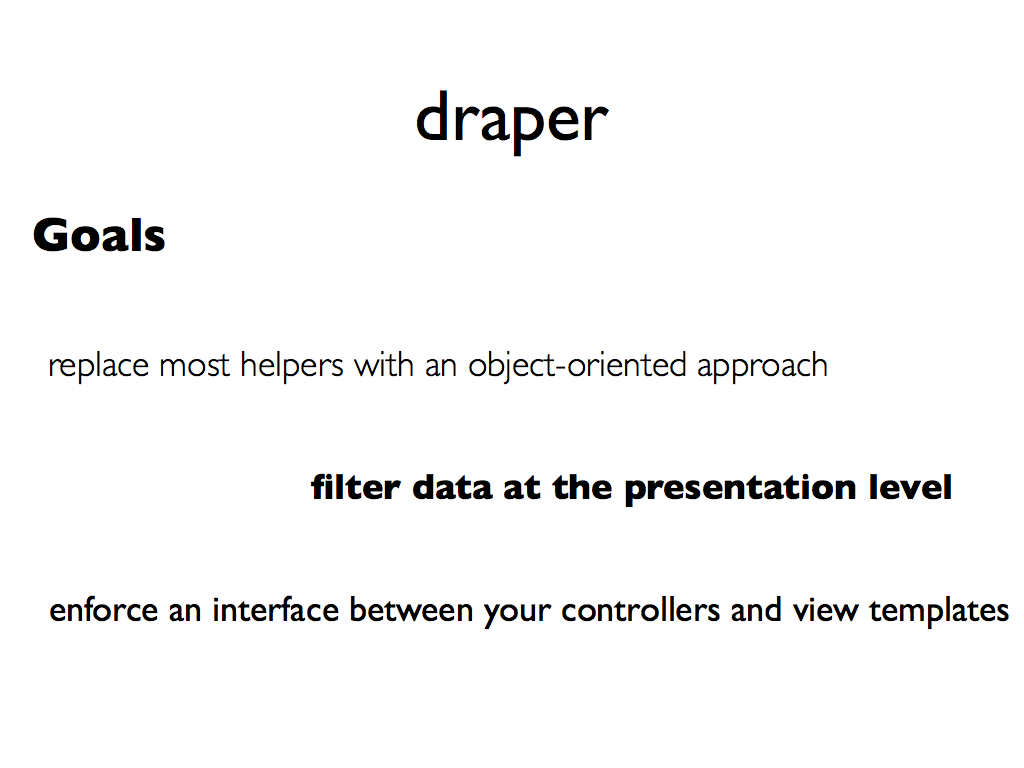 draper
Goals
replace most helpers with an object-oriented approach
filter data at the presentation level
enforce an interface between your controllers and view templates